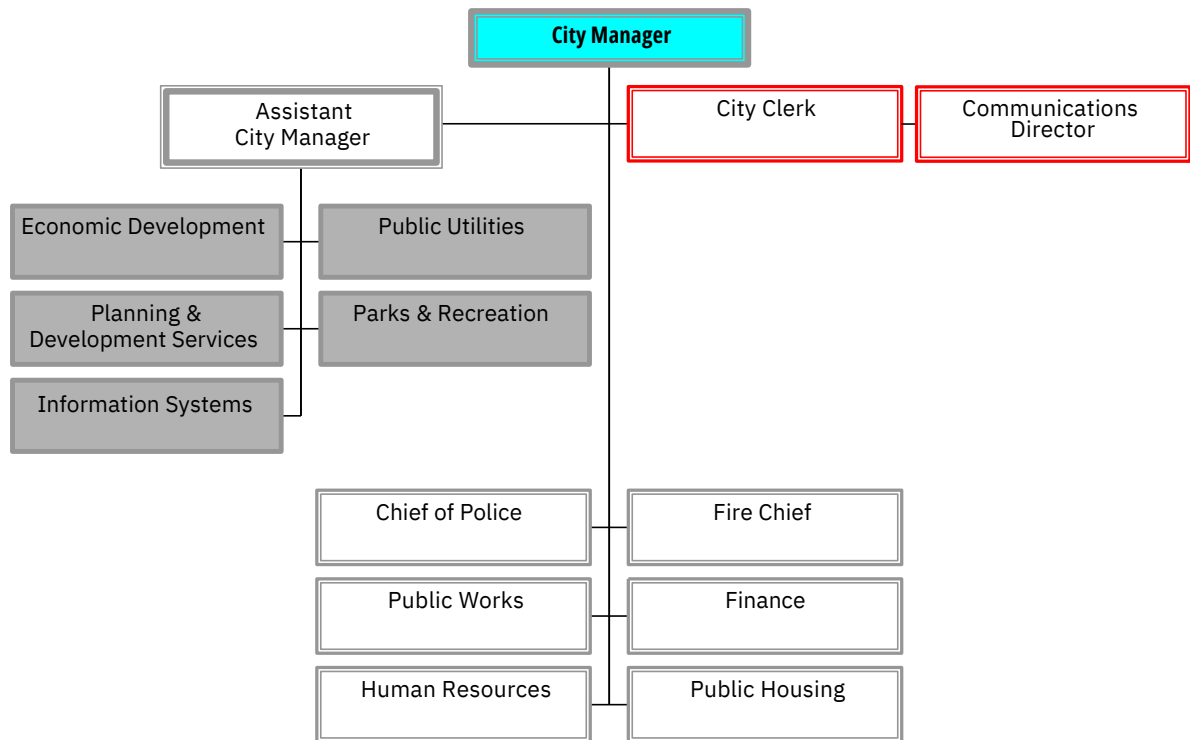 City Manager
Assistant
City Manager
City Clerk
Communications
Director
Economic Development
Public Utilities
Planning &
Development Services
Parks & Recreation
Information Systems
Chief of Police
Fire Chief
Public Works
Finance
Human Resources
Public Housing